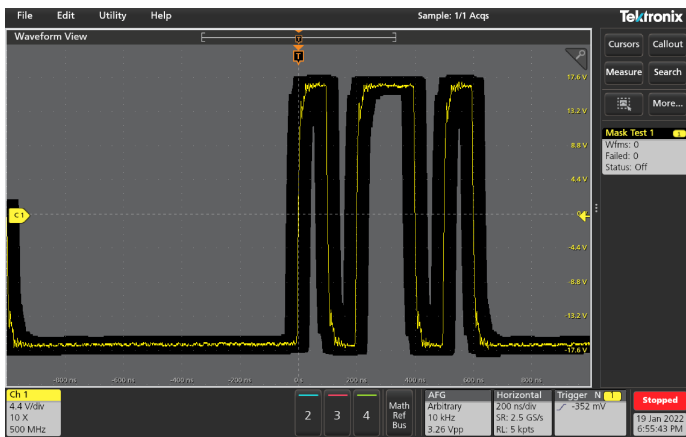 File Edit Utility Help Sample: 1/1 Acqs Tektronix
Waveform View
T
T
Cursors Callout
Measure Search
More...
Mask Test 1 1
Wfms: 0
Failed: 0
Status: Off
17.6 V
13.2 V
8.8 V
4.4 V
C1
-4.4 V
-8.8 V
-13.2 V
-17.6 V
-800 ns -600 ns -400 ns -200 ns 0 s 200 ns 400 ns 600 ns 800 ns
Ch 1
4.4 V/div
10 X
500 MHz
2 3 4
Math
Ref
Bus
AFG
Arbitrary
10 kHz
3.26 Vpp
Horizontal
200 ns/div
SR: 2.5 GS/s
RL: 5 kpts
Trigger N 1
-352 mV
Stopped
19 Jan 2022
6:55:43 PM